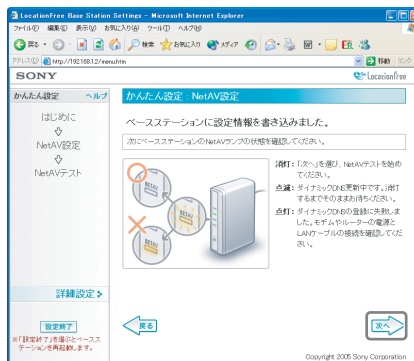 LocationFree Base Station Settings - Microsoft Internet Explorer
ファイル(F) 編集(E) 表示(V) お気に入り(A) ツール(T) ヘルプ(H)
戻る 検索 お気に入り メディア
アドレス(D) http://192.168.1.2/menu.htm 移動 リンク
SONY LocationFree
かんたん設定 ヘルプ
はじめに
NetAV設定
NetAVテスト
詳細設定
設定終了
※「設定終了」を選ぶとベースス
テーションを再起動します。
かんたん設定 - NetAV設定
ベースステーションに設定情報を書き込みました。
次にベースステーションのNetAVランプの状態を確認してください。
NETAV
NETAV
消灯：「次へ」を選び、NetAVテストを始め
てください。
点滅：ダイナミックDNS更新中です。消灯
するまでそのままお待ちください。
点灯：ダイナミックDNSの登録に失敗しま
した。モデムやルーターの電源と
LANケーブルの接続を確認してくだ
さい。
戻る 次へ
Copyright 2005 Sony Corporation